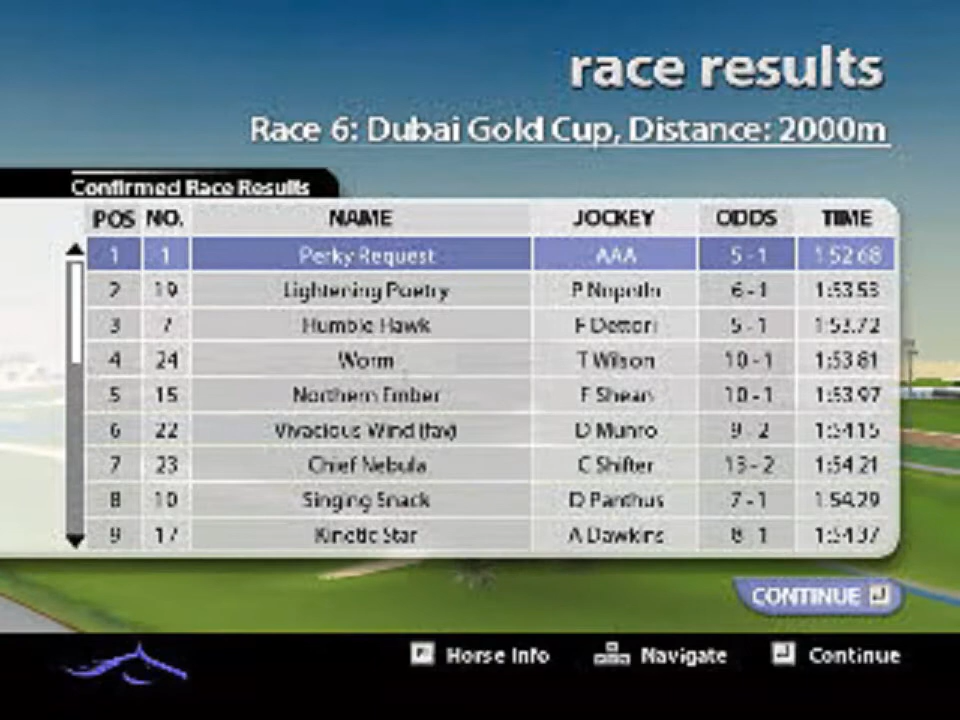 race results
Race 6: Dubai Gold Cup, Distance: 2000m
Confirmed Race Results
POS NO. NAME JOCKEY ODDS TIME
1 1 Perky Request AAA 5-1 1:52.68
2 19 Lightening Poetry P 6-1 1:53.53
3 7 Humble Hawk F Dettori 5-1 1:53.72
4 24 Worm T Wilson 10-1 1:53.81
5 15 Northern Ember F Shean 10-1 1:53.97
6 22 Vivacious Wind (fav) D Munro 9-2 1:54.15
7 23 Chief Nebula C Shifter 13-2 1:54.21
8 10 Singing Snack D Panthus 7-1 1:54.29
9 17 Kinetic Star A Dawkins 8-1 1:54.37
CONTINUE
Horse Info Navigate Continue